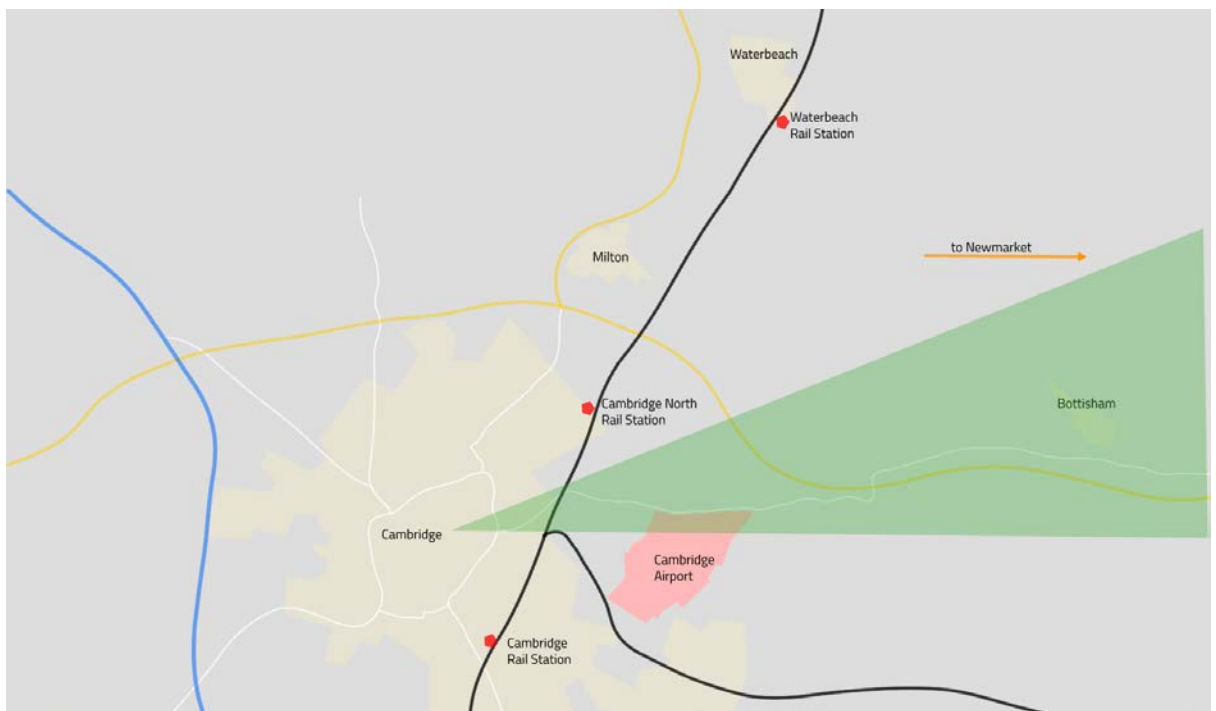 Waterbeach
Waterbeach
Rail Station
to Newmarket
Milton
Cambridge North
Rail Station
Bottisham
Cambridge
Cambridge
Airport
Cambridge
Rail Station